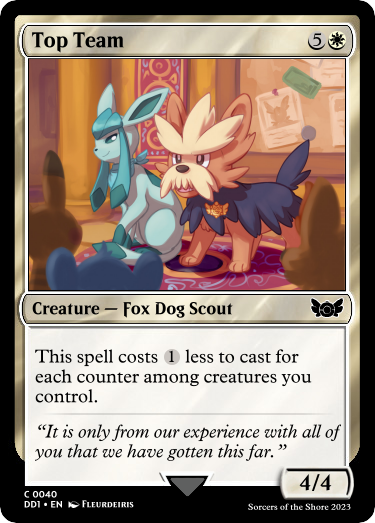 Top Team 5
Creature — Fox Dog Scout
This spell costs 1 less to cast for
each counter among creatures you
control.
“It is only from our experience with all of
you that we have gotten this far.”
4/4
C 0040
DD1 • EN Fleurdeiris
Sorcers of the Shore 2023